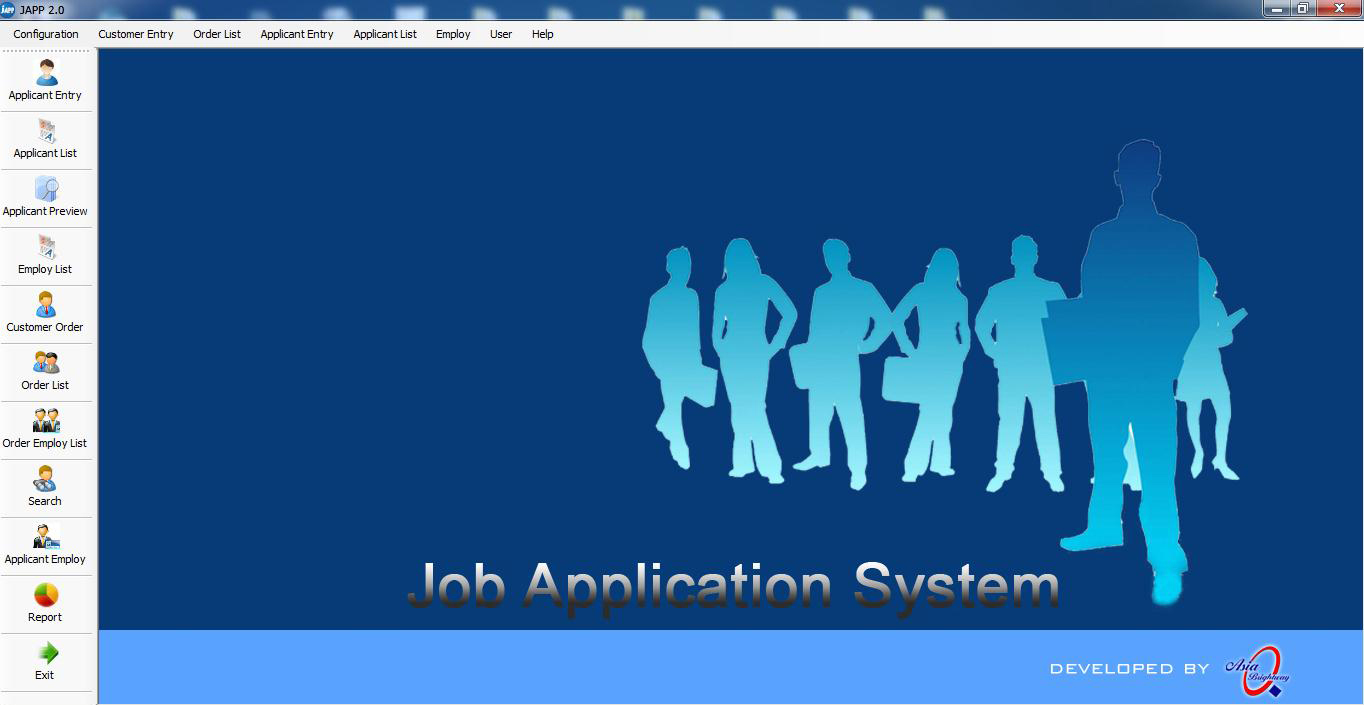 JAPP JAPP 2.0
Configuration Customer Entry Order List Applicant Entry Applicant List Employ User Help
Applicant Entry
Applicant List
Applicant Preview
Employ List
Customer Order
Order List
Order Employ List
Search
Applicant Employ
Report
Exit
Job Application System
DEVELOPED BY Asia
Brightway